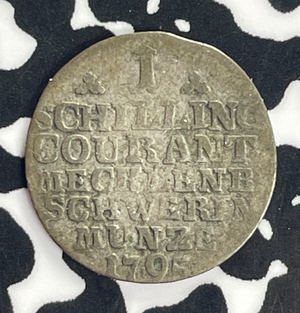 1
SCHILLING
COURANT
MECKLENB
SCHWERIN
MUNZE